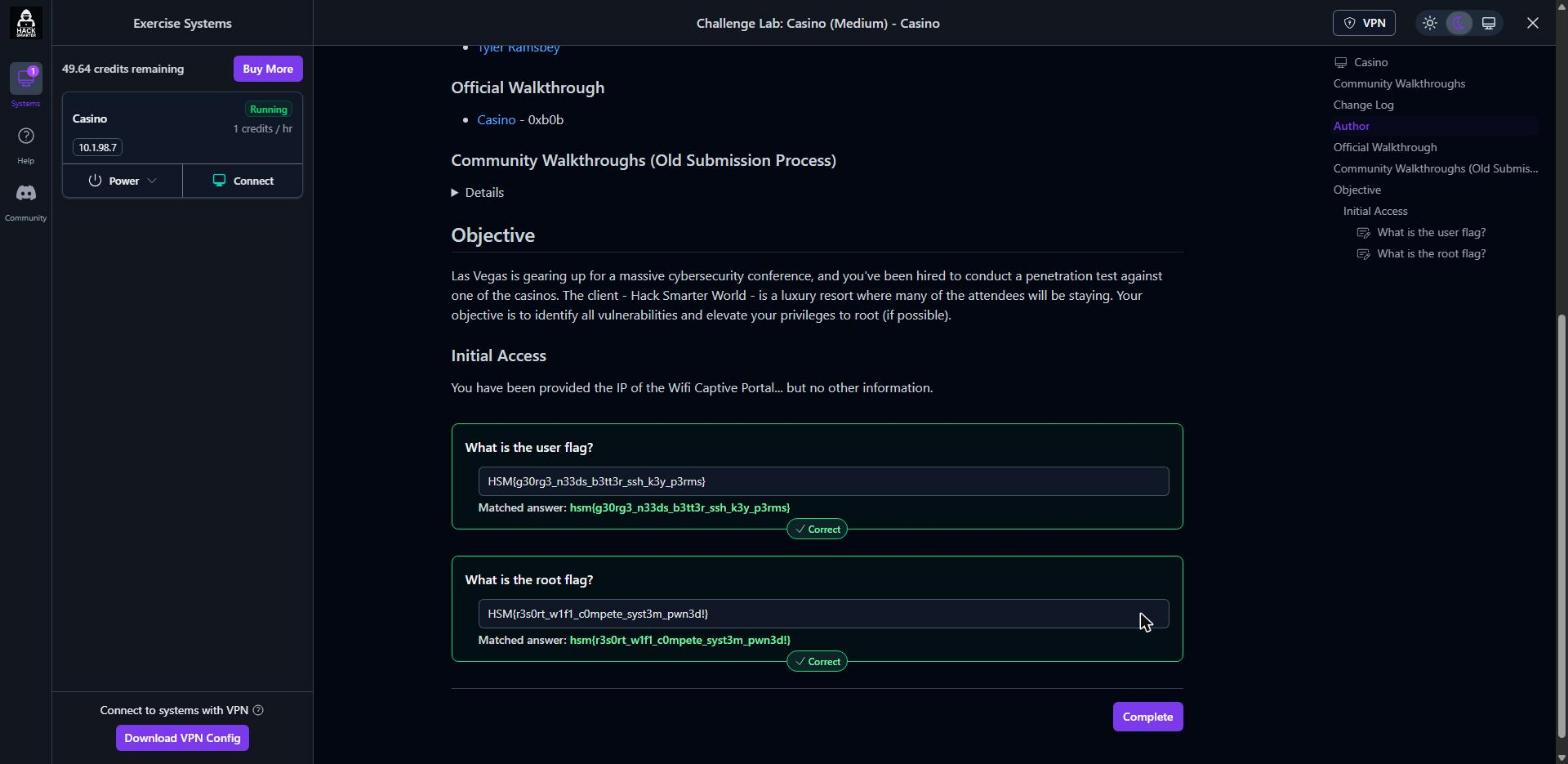 HACK
SMARTER
Exercise Systems
Challenge Lab: Casino (Medium) - Casino
VPN
1
Systems
Help
Community
49.64 credits remaining
Buy More
Casino
Running
1 credits / hr
10.1.98.7
Power
Connect
Connect to systems with VPN
Download VPN Config
Tyler Ramsbey
Official Walkthrough
Casino - 0xb0b
Community Walkthroughs (Old Submission Process)
Details
Objective
Las Vegas is gearing up for a massive cybersecurity conference, and you've been hired to conduct a penetration test against
one of the casinos. The client - Hack Smarter World - is a luxury resort where many of the attendees will be staying. Your
objective is to identify all vulnerabilities and elevate your privileges to root (if possible).
Initial Access
You have been provided the IP of the Wifi Captive Portal... but no other information.
What is the user flag?
HSM{g30rg3_n33ds_b3tt3r_ssh_k3y_p3rms}
Matched answer: hsm{g30rg3_n33ds_b3tt3r_ssh_k3y_p3rms}
Correct
What is the root flag?
HSM{r3s0rt_w1f1_c0mpete_syst3m_pwn3d!}
Matched answer: hsm{r3s0rt_w1f1_c0mpete_syst3m_pwn3d!}
Correct
Complete
Casino
Community Walkthroughs
Change Log
Author
Official Walkthrough
Community Walkthroughs (Old Submis...
Objective
Initial Access
What is the user flag?
What is the root flag?